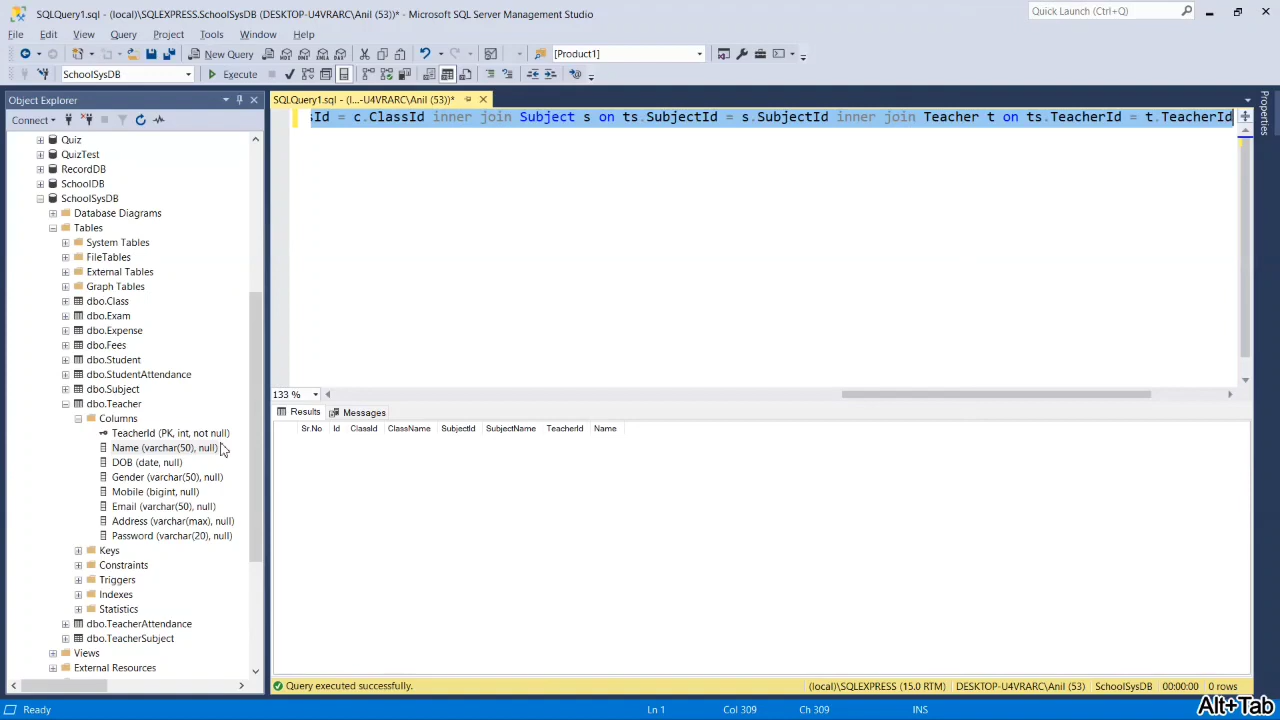 SQLQuery1.sql - (local)\SQLEXPRESS.SchoolSysDB (DESKTOP-U4VRARC\Anil (53))* - Microsoft SQL Server Management Studio
Quick Launch (Ctrl+Q)
File Edit View Query Project Tools Window Help
New Query
[Product1]
SchoolSysDB
Execute
Object Explorer
SQLQuery1.sql - (l...-U4VRARC\Anil (53))*
Properties
Connect
sId = c.ClassId inner join Subject s on ts.SubjectId = s.SubjectId inner join Teacher t on ts.TeacherId = t.TeacherId
Quiz
QuizTest
RecordDB
SchoolDB
SchoolSysDB
Database Diagrams
Tables
System Tables
FileTables
External Tables
Graph Tables
dbo.Class
dbo.Exam
dbo.Expense
dbo.Fees
dbo.Student
dbo.StudentAttendance
dbo.Subject
dbo.Teacher
Columns
TeacherId (PK, int, not null)
Name (varchar(50), null)
DOB (date, null)
Gender (varchar(50), null)
Mobile (bigint, null)
Email (varchar(50), null)
Address (varchar(max), null)
Password (varchar(20), null)
Keys
Constraints
Triggers
Indexes
Statistics
dbo.TeacherAttendance
dbo.TeacherSubject
Views
External Resources
133 %
Results Messages
Sr.No Id ClassId ClassName SubjectId SubjectName TeacherId Name
Query executed successfully.
(local)\SQLEXPRESS (15.0 RTM) DESKTOP-U4VRARC\Anil (53) SchoolSysDB 00:00:00 0 rows
Ready
Ln 1 Col 309 Ch 309 INS
Alt+Tab